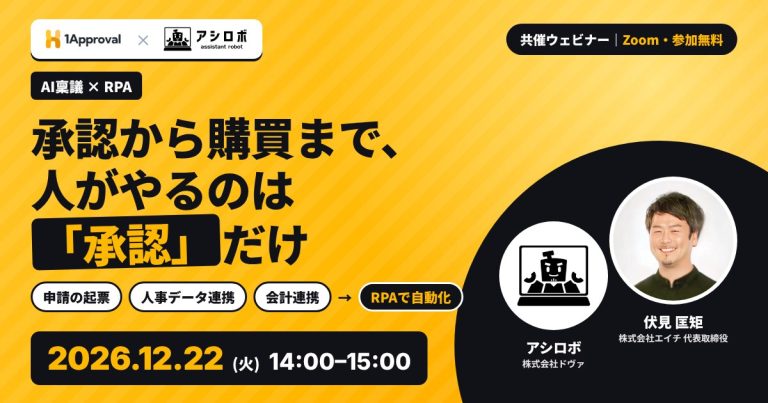 1Approval × アシロボ
assistant robot
共催ウェビナー｜Zoom・参加無料
AI稟議 × RPA
承認から購買まで、
人がやるのは
「承認」だけ
申請の起票 人事データ連携 会計連携 → RPAで自動化
2026.12.22 (火) 14:00–15:00
アシロボ
株式会社ドヴァ
伏見 匡矩
株式会社エイチ 代表取締役